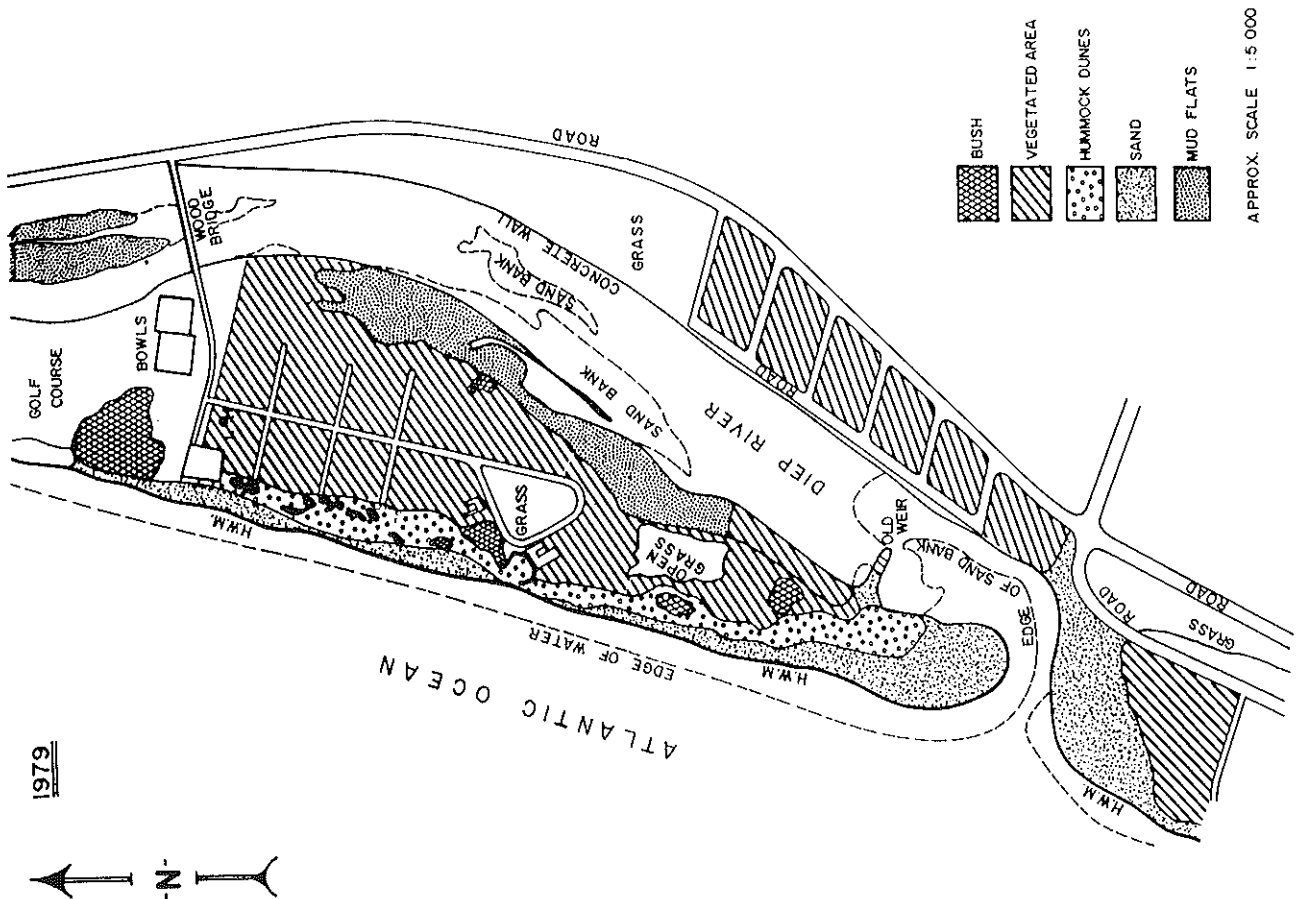 1979
-N-
GOLF
COURSE
BOWLS
WOOD
BRIDGE
ROAD
H.W.M.
GRASS
SAND BANK
CONCRETE WALL
GRASS
SAND BANK
ROAD
ROAD
DIEP RIVER
OPEN
GRASS
OLD
WEIR
EDGE OF SAND BANK
EDGE OF WATER
H.W.M.
ATLANTIC OCEAN
ROAD
GRASS
ROAD
H.W.M.
BUSH
VEGETATED AREA
HUMMOCK DUNES
SAND
MUD FLATS
APPROX. SCALE 1:5 000